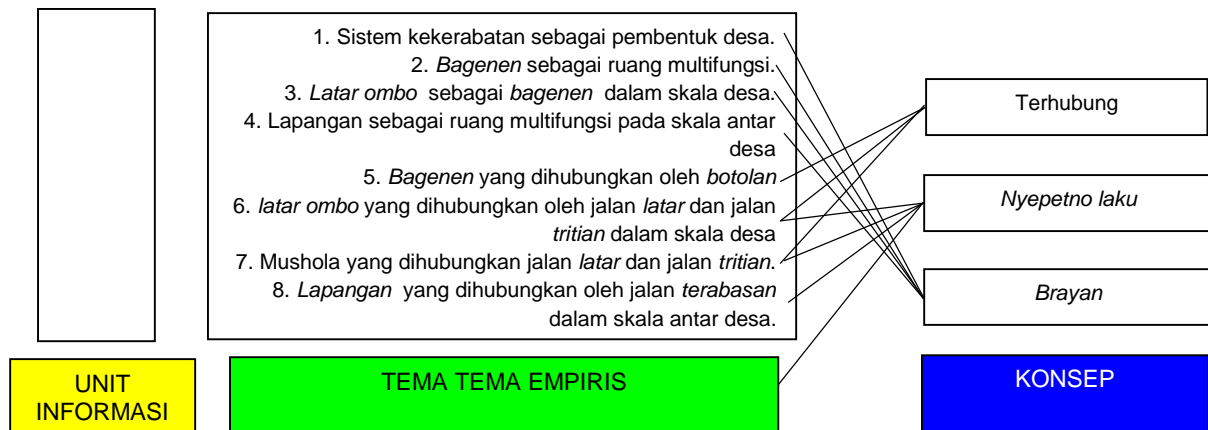 1. Sistem kekerabatan sebagai pembentuk desa.
2. Bagenen sebagai ruang multifungsi.
3. Latar ombo sebagai bagenen dalam skala desa.
4. Lapangan sebagai ruang multifungsi pada skala antar
desa
5. Bagenen yang dihubungkan oleh botolan
6. latar ombo yang dihubungkan oleh jalan latar dan jalan
tritian dalam skala desa
7. Mushola yang dihubungkan jalan latar dan jalan tritian.
8. Lapangan yang dihubungkan oleh jalan terabasan
dalam skala antar desa.
Terhubung
Nyepetno laku
Brayan
UNIT
INFORMASI
TEMA TEMA EMPIRIS
KONSEP